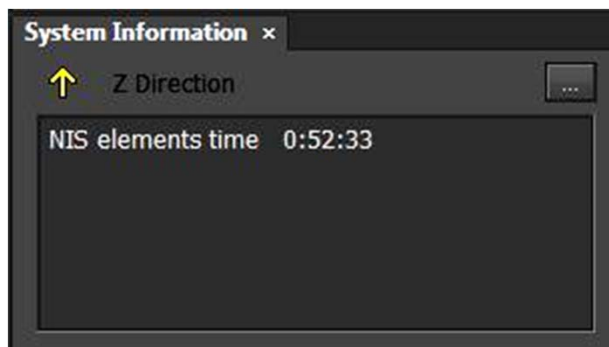 System Information ×
Z Direction
...
NIS elements time 0:52:33